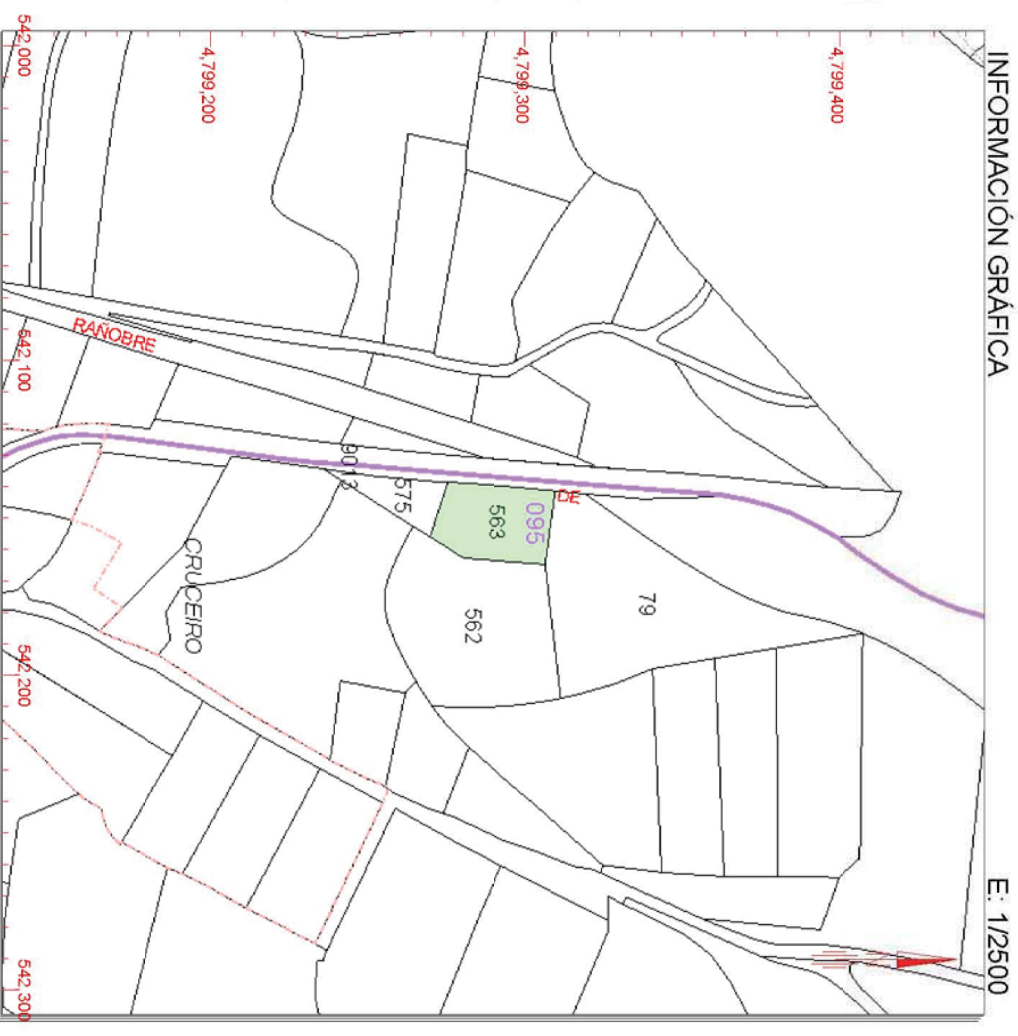 INFORMACIÓN GRÁFICA
E: 1/2500
4,799,400
4,799,300
4,799,200
542,000
542,100
542,200
542,300
RAÑOBRE
DE
9013
575
563
095
562
79
CRUCEIRO